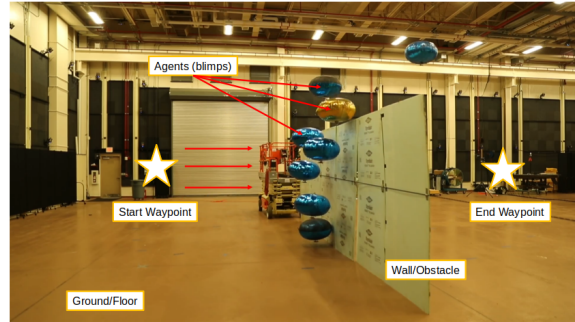 Agents (blimps)
Start Waypoint
End Waypoint
Wall/Obstacle
Ground/Floor